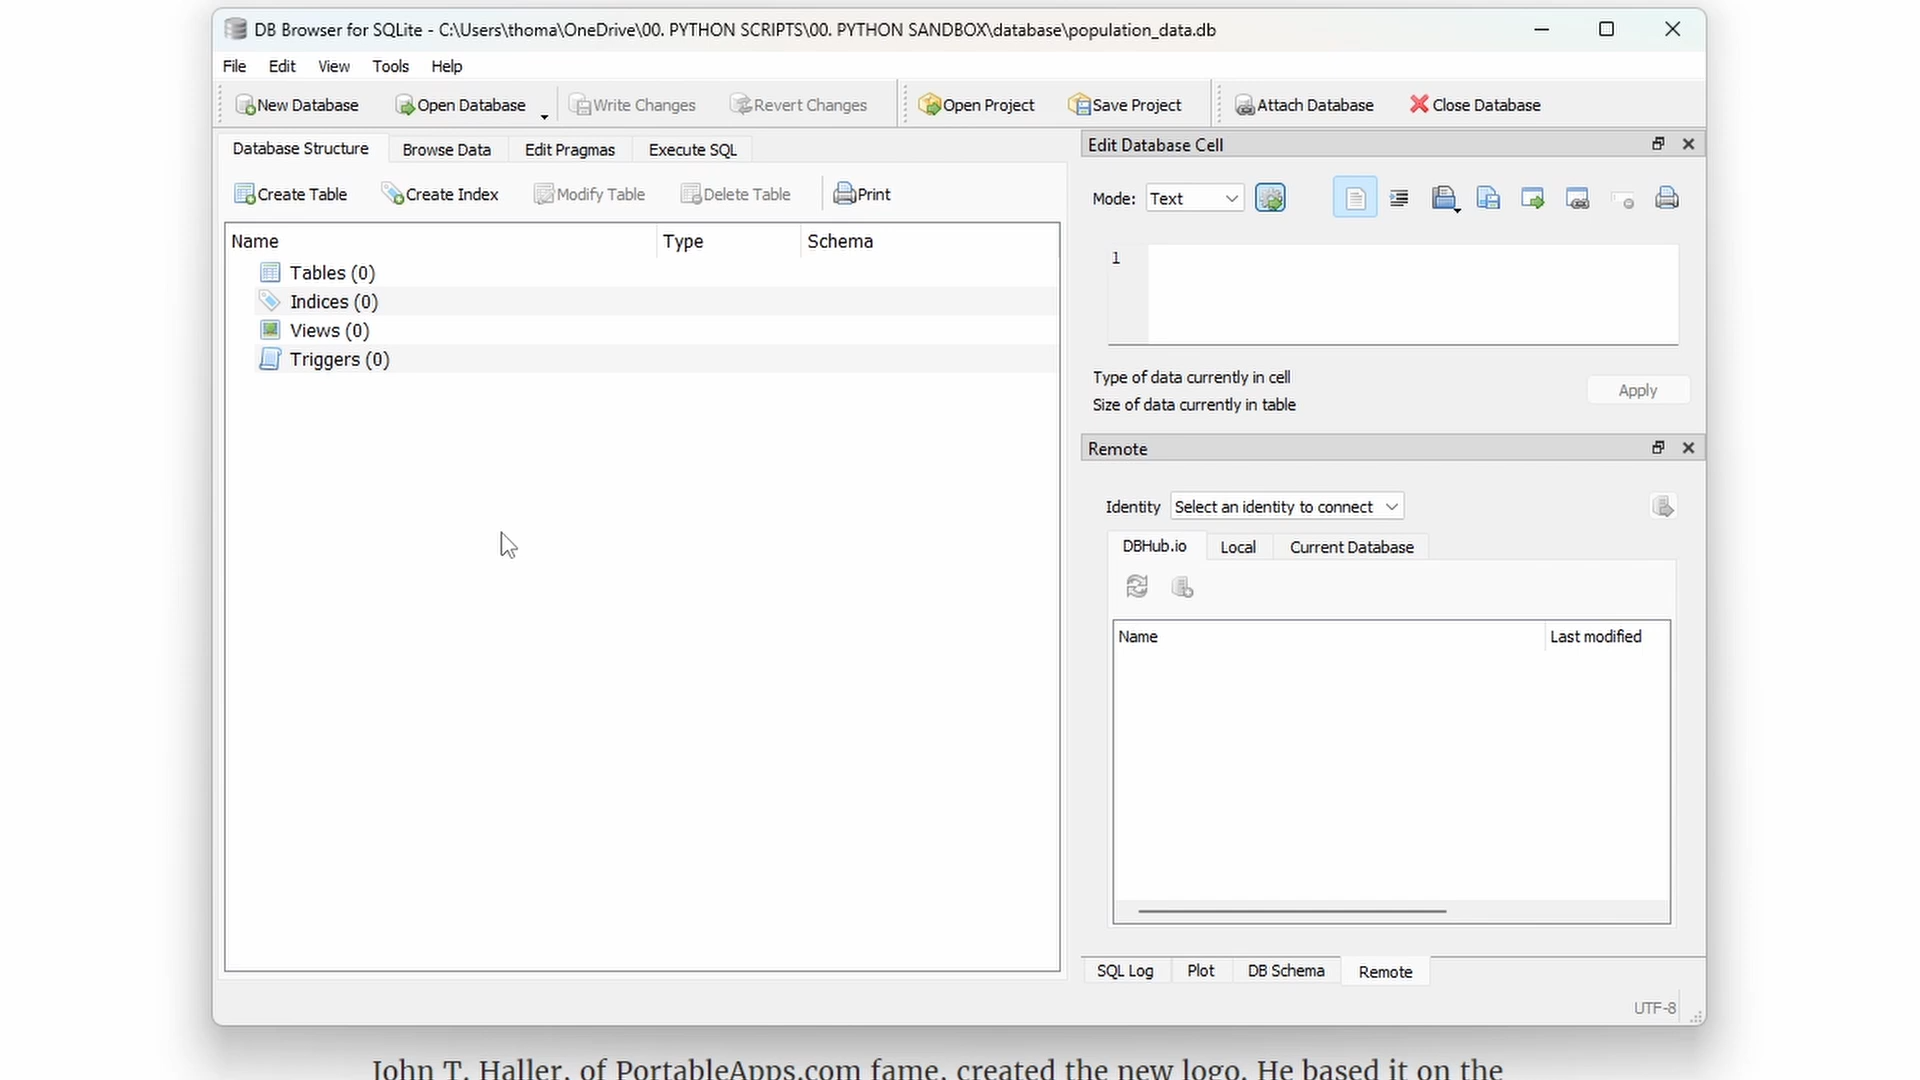 DB Browser for SQLite - C:\Users\thoma\OneDrive\00. PYTHON SCRIPTS\00. PYTHON SANDBOX\database\population_data.db
File Edit View Tools Help
New Database Open Database Write Changes Revert Changes Open Project Save Project Attach Database Close Database
Database Structure Browse Data Edit Pragmas Execute SQL
Create Table Create Index Modify Table Delete Table Print
Name Type Schema
Tables (0)
Indices (0)
Views (0)
Triggers (0)
Edit Database Cell
Mode: Text
1
Type of data currently in cell
Size of data currently in table
Apply
Remote
Identity Select an identity to connect
DBHub.io Local Current Database
Name Last modified
SQL Log Plot DB Schema Remote
UTF-8
John T. Haller, of PortableApps.com fame, created the new logo. He based it on the